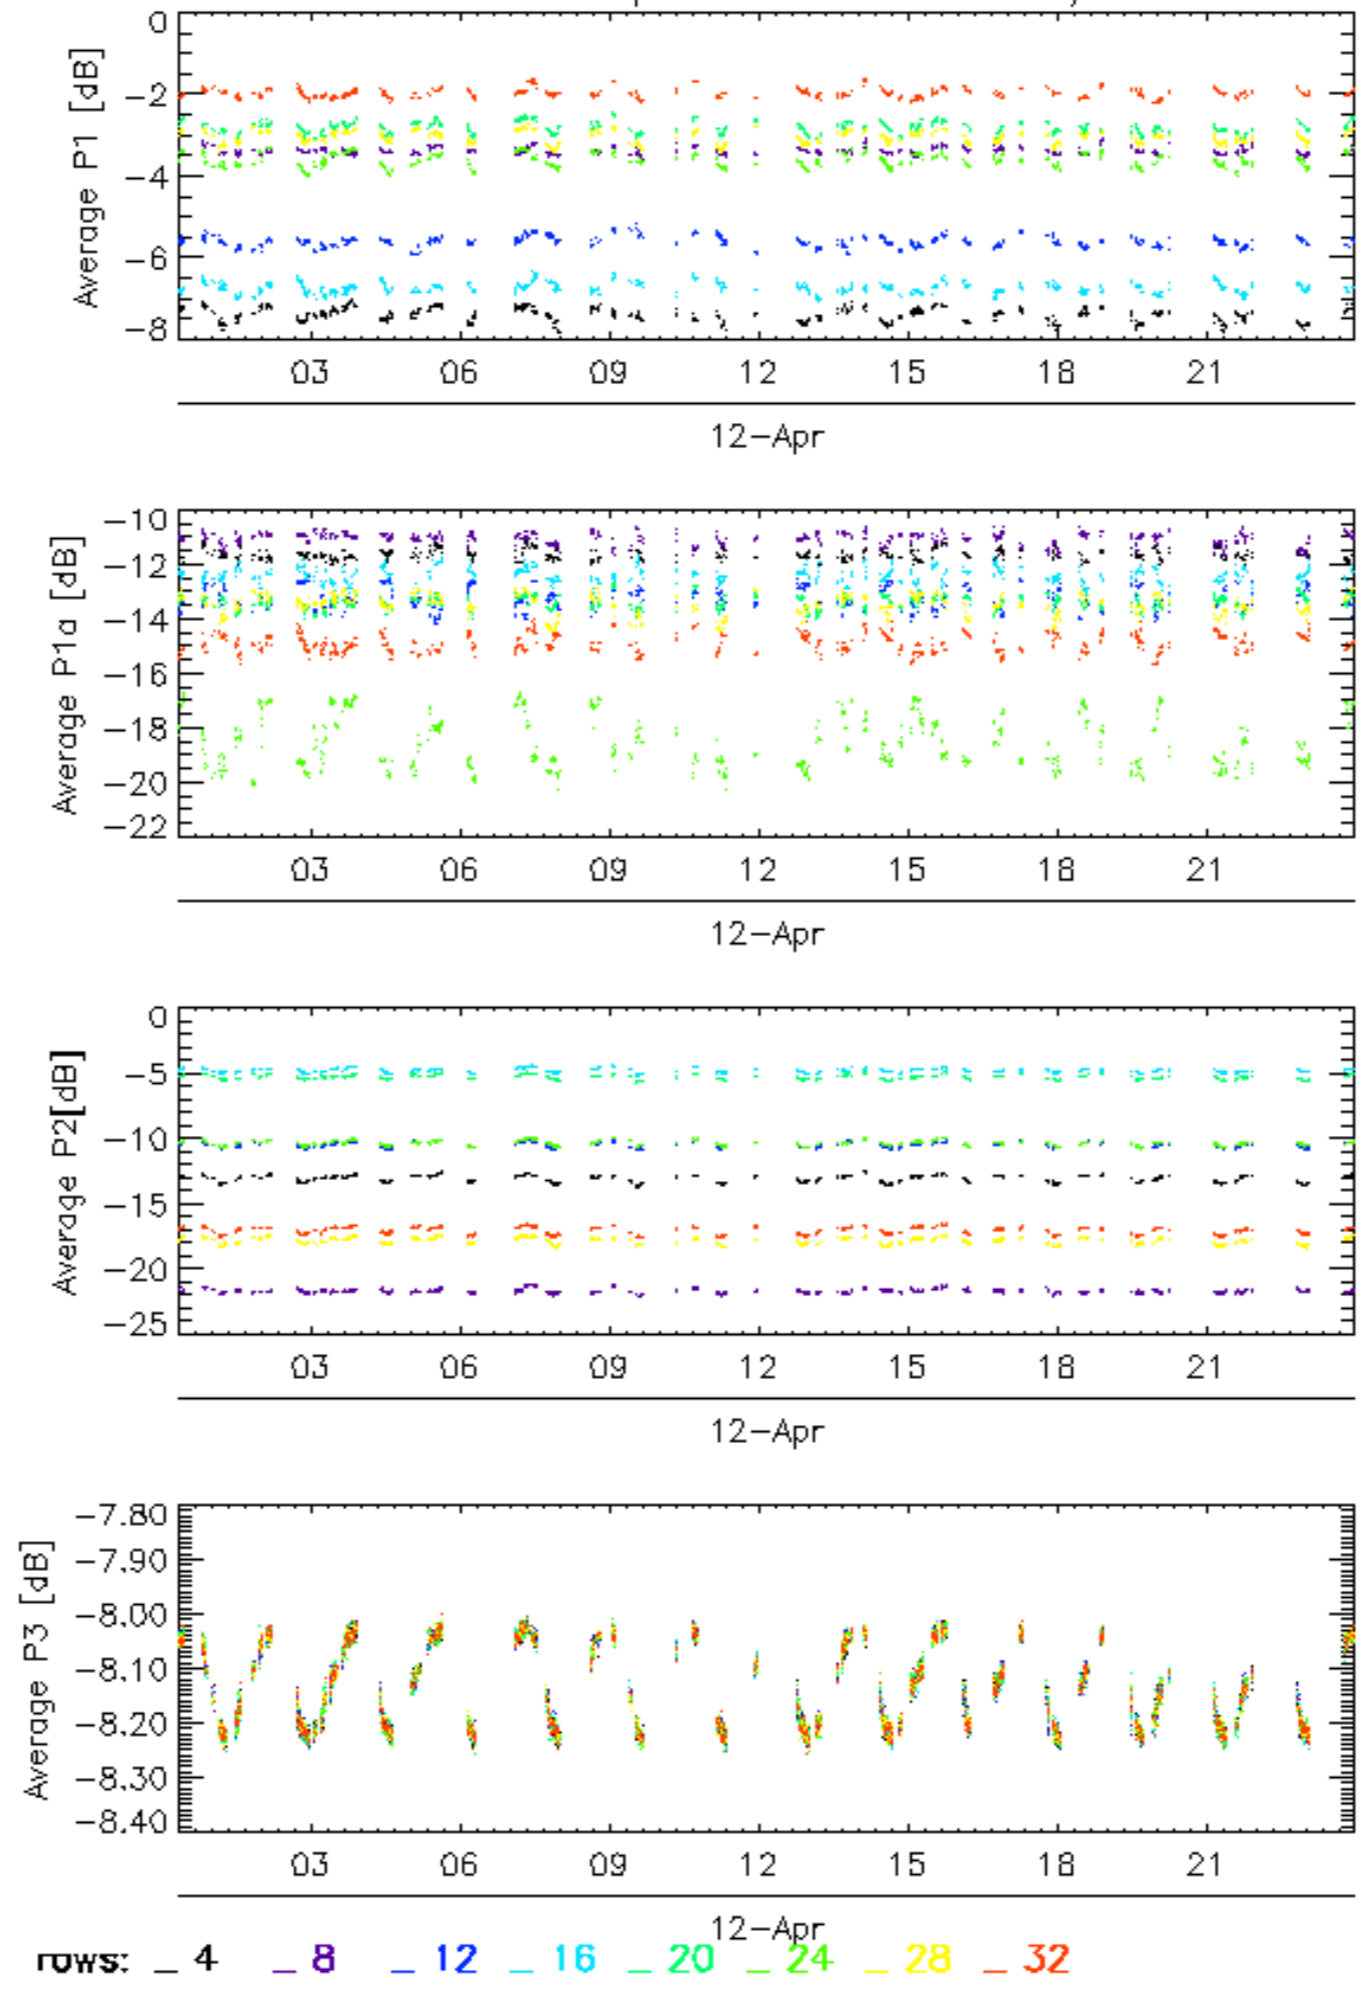 0
-2
-4
-6
-8
Average P1 [dB]
03 06 09 12 15 18 21
12-Apr
-10
-12
-14
-16
-18
-20
-22
Average P1a [dB]
03 06 09 12 15 18 21
12-Apr
0
-5
-10
-15
-20
-25
Average P2[dB]
03 06 09 12 15 18 21
12-Apr
-7.80
-7.90
-8.00
-8.10
-8.20
-8.30
-8.40
Average P3 [dB]
03 06 09 12 15 18 21
12-Apr
rows: _ 4 _ 8 _ 12 _ 16 _ 20 _ 24 _ 28 _ 32